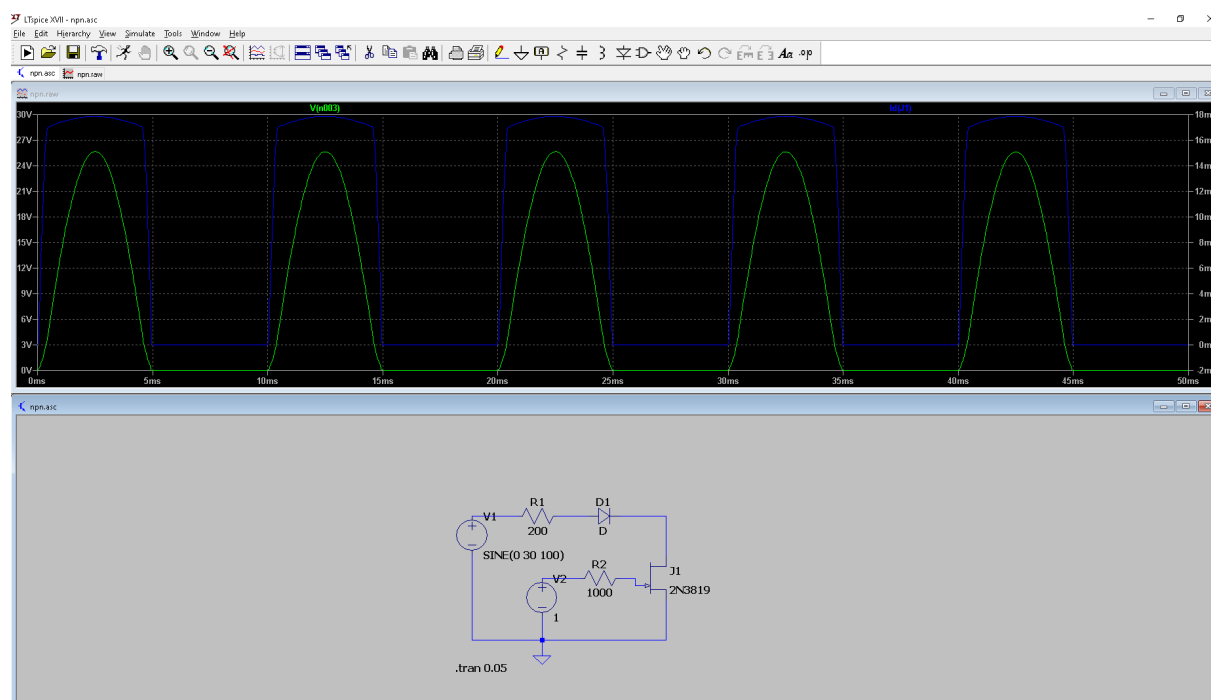 LTspice XVII - npn.asc
File Edit Hierarchy View Simulate Tools Window Help
Aa .op
npn.asc npn.raw
npn.raw
V(n003)
30V 18m
27V 16m
24V 14m
21V 12m
18V 10m
15V 8m
12V 6m
9V 4m
6V 2m
3V 0m
0V -2m
0ms 5ms 10ms 15ms 20ms 25ms 30ms 35ms 40ms 45ms 50ms
npn.asc
R1 D1
V1
200 D
SINE(0 30 100)
R2
J1
V2
1000 2N3819
1
.tran 0.05